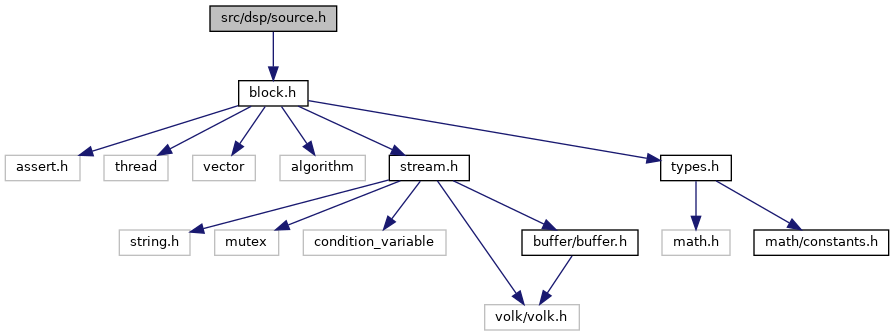 src/dsp/source.h
block.h
assert.h
thread
vector
algorithm
stream.h
types.h
string.h
mutex
condition_variable
buffer/buffer.h
math.h
math/constants.h
volk/volk.h